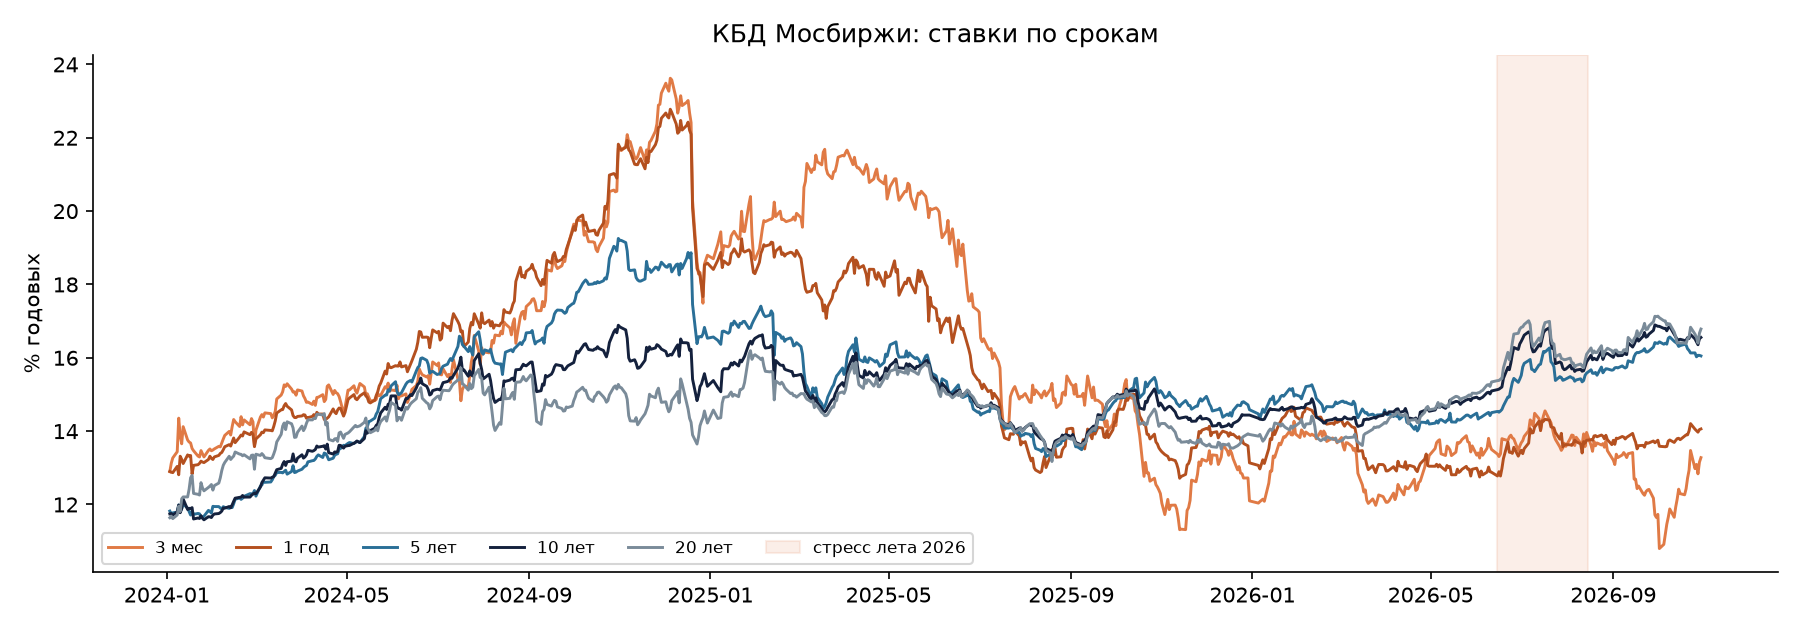 КБД Мосбиржи: ставки по срокам
% годовых
24
22
20
18
16
14
12
3 мес 1 год 5 лет 10 лет 20 лет стресс лета 2026
2024-01 2024-05 2024-09 2025-01 2025-05 2025-09 2026-01 2026-05 2026-09